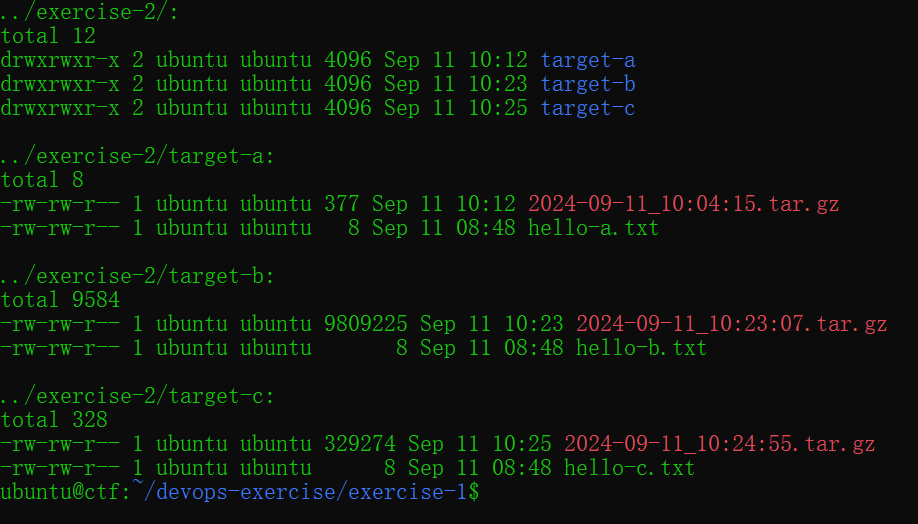 ../exercise-2/:
total 12
drwxrwxr-x 2 ubuntu ubuntu 4096 Sep 11 10:12 target-a
drwxrwxr-x 2 ubuntu ubuntu 4096 Sep 11 10:23 target-b
drwxrwxr-x 2 ubuntu ubuntu 4096 Sep 11 10:25 target-c

../exercise-2/target-a:
total 8
-rw-rw-r-- 1 ubuntu ubuntu 377 Sep 11 10:12 2024-09-11_10:04:15.tar.gz
-rw-rw-r-- 1 ubuntu ubuntu   8 Sep 11 08:48 hello-a.txt

../exercise-2/target-b:
total 9584
-rw-rw-r-- 1 ubuntu ubuntu 9809225 Sep 11 10:23 2024-09-11_10:23:07.tar.gz
-rw-rw-r-- 1 ubuntu ubuntu       8 Sep 11 08:48 hello-b.txt

../exercise-2/target-c:
total 328
-rw-rw-r-- 1 ubuntu ubuntu 329274 Sep 11 10:25 2024-09-11_10:24:55.tar.gz
-rw-rw-r-- 1 ubuntu ubuntu      8 Sep 11 08:48 hello-c.txt
ubuntu@ctf:~/devops-exercise/exercise-1$